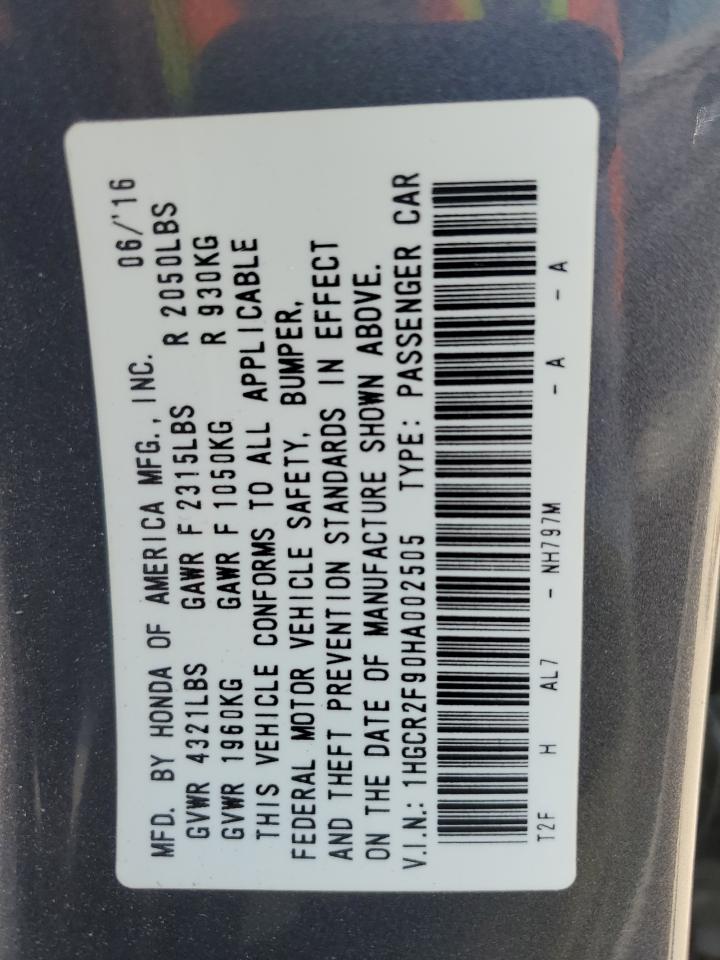 MFD. BY HONDA OF AMERICA MFG., INC. 06/'16
GVWR 4321LBS GAWR F 2315LBS R 2050LBS
GVWR 1960KG GAWR F 1050KG R 930KG
THIS VEHICLE CONFORMS TO ALL APPLICABLE
FEDERAL MOTOR VEHICLE SAFETY, BUMPER,
AND THEFT PREVENTION STANDARDS IN EFFECT
ON THE DATE OF MANUFACTURE SHOWN ABOVE.
V.I.N.: 1HGCR2F90HA002505 TYPE: PASSENGER CAR
T2F H AL7 - NH797M - A - A